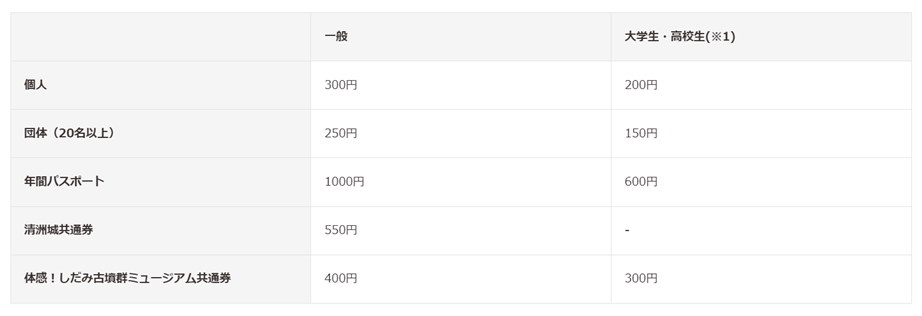 一般 大学生・高校生(※1)
個人 300円 200円
団体（20名以上） 250円 150円
年間パスポート 1000円 600円
清洲城共通券 550円 -
体感！しだみ古墳群ミュージアム共通券 400円 300円